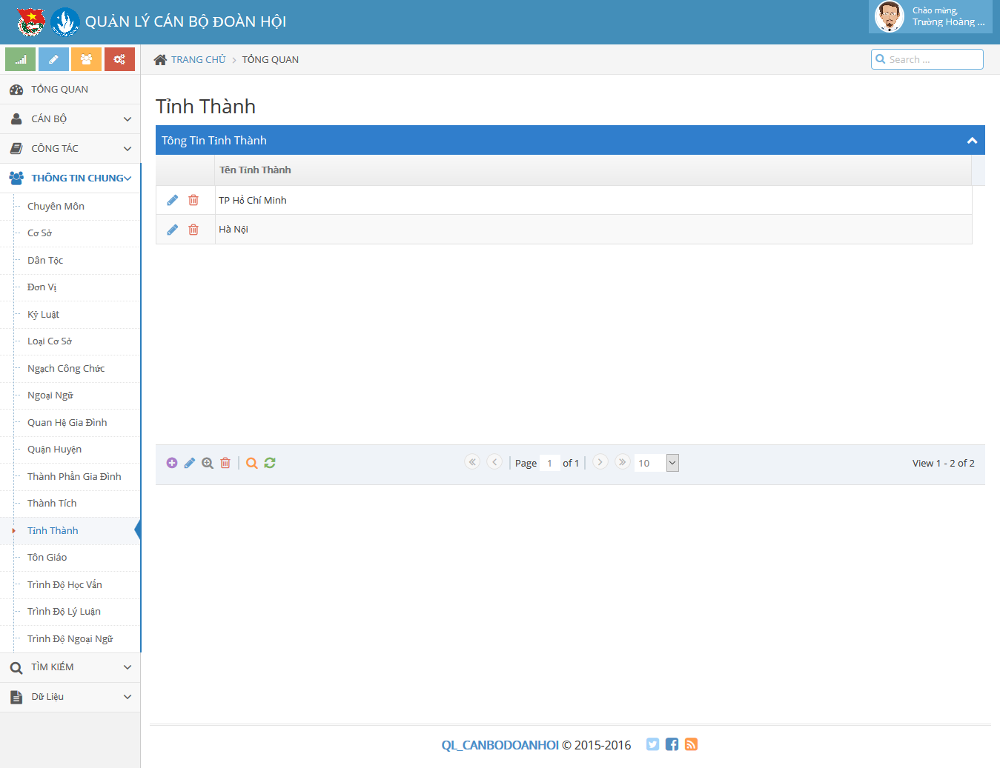 QUẢN LÝ CÁN BỘ ĐOÀN HỘI
Chào mừng,
Trường Hoàng ...
TRANG CHỦ > TỔNG QUAN
Search ...
TỔNG QUAN
CÁN BỘ
CÔNG TÁC
THÔNG TIN CHUNG
Chuyên Môn
Cơ Sở
Dân Tộc
Đơn Vị
Kỷ Luật
Loại Cơ Sở
Ngạch Công Chức
Ngoại Ngữ
Quan Hệ Gia Đình
Quận Huyện
Thành Phần Gia Đình
Thành Tích
Tỉnh Thành
Tôn Giáo
Trình Độ Học Vấn
Trình Độ Lý Luận
Trình Độ Ngoại Ngữ
TÌM KIẾM
Dữ Liệu
Tỉnh Thành
Tông Tin Tỉnh Thành
Tên Tỉnh Thành
TP Hồ Chí Minh
Hà Nội
Page 1 of 1 10
View 1 - 2 of 2
QL_CANBODOANHOI © 2015-2016